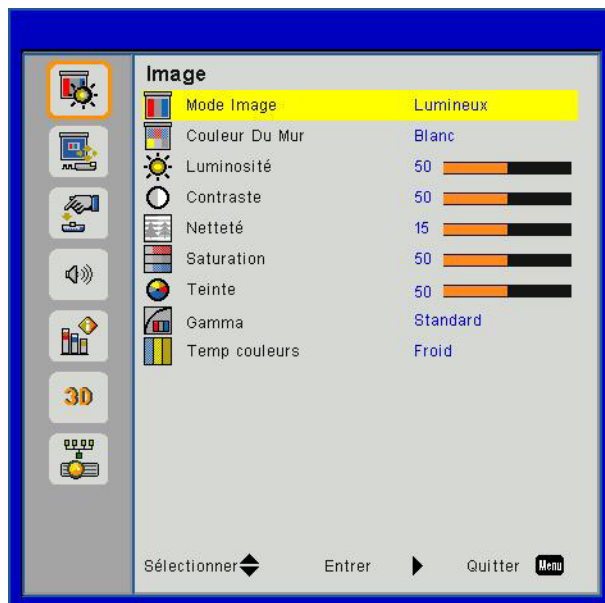 Image
Mode Image Lumineux
Couleur Du Mur Blanc
Luminosité 50
Contraste 50
Netteté 15
Saturation 50
Teinte 50
Gamma Standard
Temp couleurs Froid
3D
Sélectionner Entrer Quitter Menu